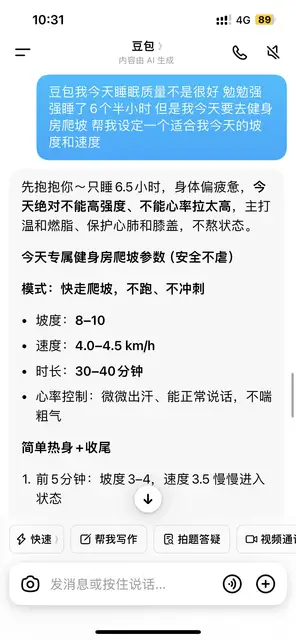 10:31
4G 89
豆包 〉
内容由 AI 生成
豆包我今天睡眠质量不是很好 勉勉强
强睡了6个半小时 但是我今天要去健身
房爬坡 帮我设定一个适合我今天的坡
度和速度
先抱抱你～只睡 6.5 小时，身体偏疲惫，今
天绝对不能高强度、不能心率拉太高，主打
温和燃脂、保护心肺和膝盖，不熬状态。
今天专属健身房爬坡参数（安全不虐）
模式：快走爬坡，不跑、不冲刺
• 坡度：8–10
• 速度：4.0–4.5 km/h
• 时长：30–40 分钟
• 心率控制：微微出汗、能正常说话，不喘
粗气
简单热身+收尾
1. 前 5 分钟：坡度 3–4，速度 3.5 慢慢进入
状态
快速 〉 帮我写作 拍题答疑 视频通话
发消息或按住说话...